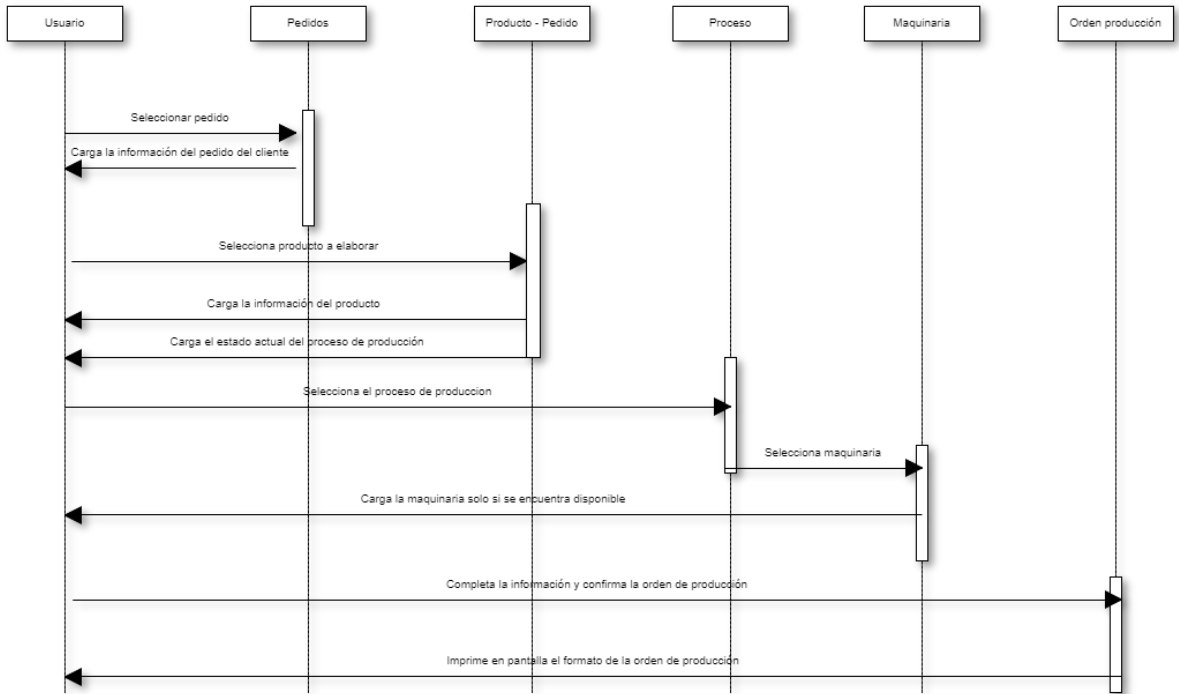 Usuario
Pedidos
Producto - Pedido
Proceso
Maquinaria
Orden producción
Seleccionar pedido
Carga la información del pedido del cliente
Selecciona producto a elaborar
Carga la información del producto
Carga el estado actual del proceso de producción
Selecciona el proceso de produccion
Selecciona maquinaria
Carga la maquinaria solo si se encuentra disponible
Completa la información y confirma la orden de producción
Imprime en pantalla el formato de la orden de producción